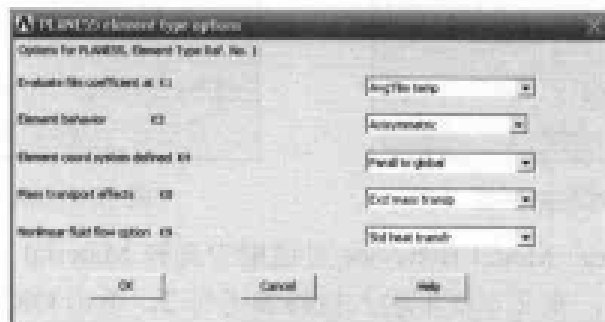 PLANE55 element type options
Options for PLANE55, Element Type Ref. No. 1
Evaluate film coefficient at K1 Avg film temp
Element behavior K3 Axisymmetric
Element coord system defined K4 Parall to global
Mass transport effects K8 Excl mass transp
Nonlinear fluid flow option K9 Std heat transfr
OK Cancel Help